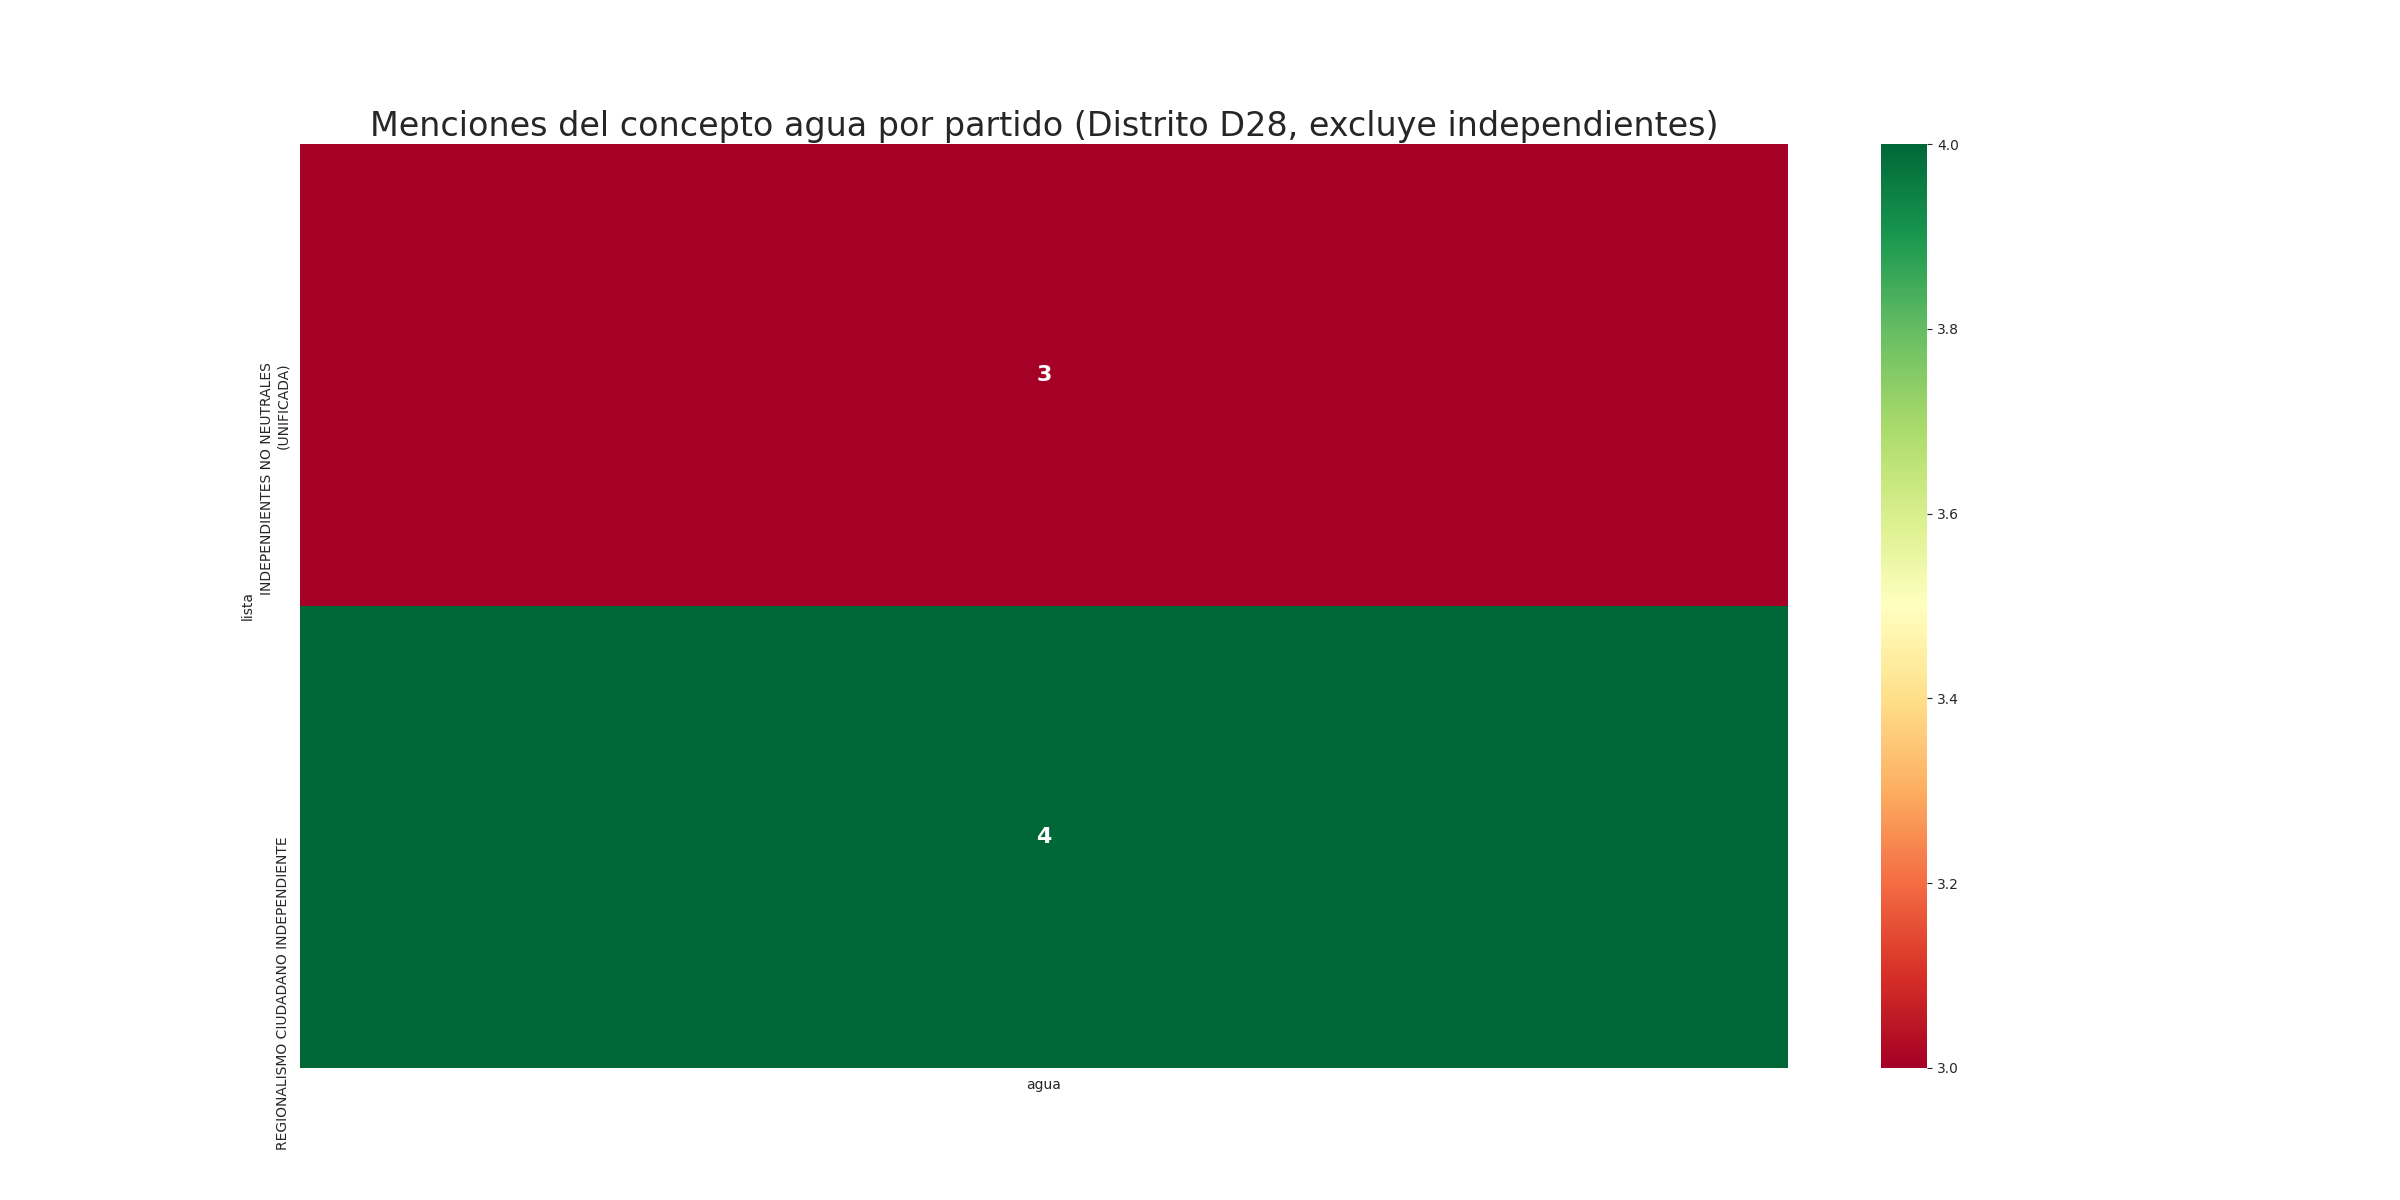 Menciones del concepto agua por partido (Distrito D28, excluye independientes)
lista
INDEPENDIENTES NO NEUTRALES
(UNIFICADA)
REGIONALISMO CIUDADANO INDEPENDIENTE
3
4
agua
4.0
3.8
3.6
3.4
3.2
3.0